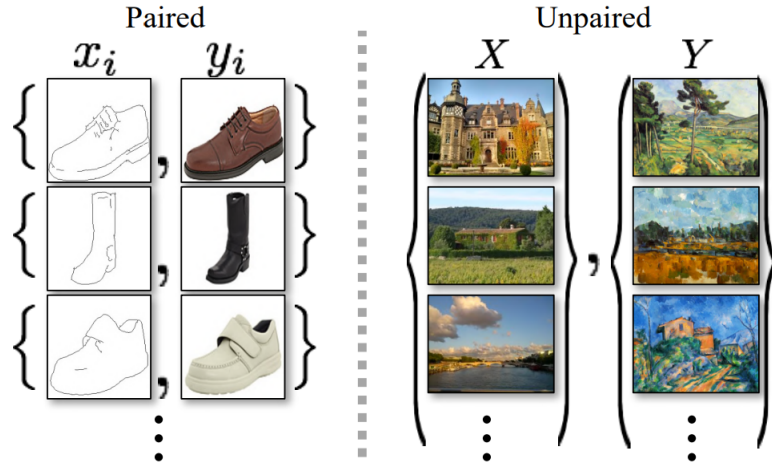 Paired
Unpaired
x_i
y_i
X
Y
{ , }
{ , }
{ , }
{ } , { }
⋮
⋮
⋮